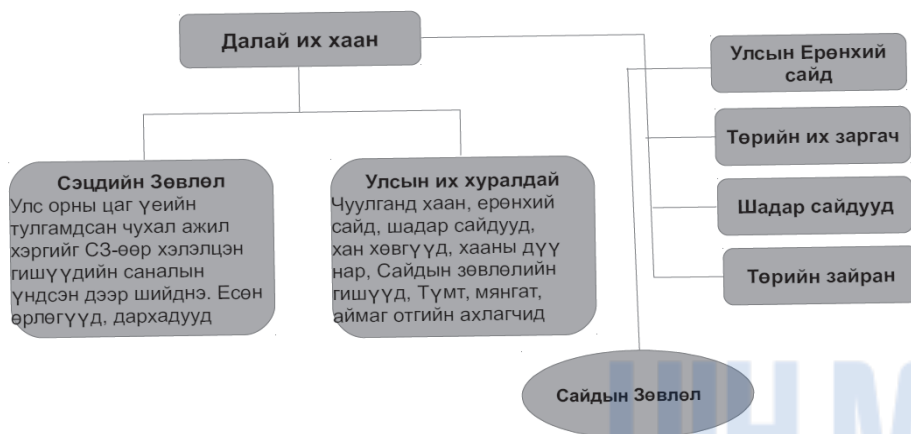 Далай их хаан
Улсын Ерөнхий
сайд
Төрийн их заргач
Шадар сайдууд
Төрийн зайран
Сэцдийн Зөвлөл
Улс орны цаг үеийн
тулгамдсан чухал ажил
хэргийг СЗ-өөр хэлэлцэн
гишүүдийн саналын
үндсэн дээр шийднэ. Есөн
өрлөгүүд, дархадууд
Улсын их хуралдай
Чуулганд хаан, ерөнхий
сайд, шадар сайдууд,
хан хөвгүүд, хааны дүү
нар, Сайдын зөвлөлийн
гишүүд, Түмт, мянгат,
аймаг отгийн ахлагчид
Сайдын Зөвлөл